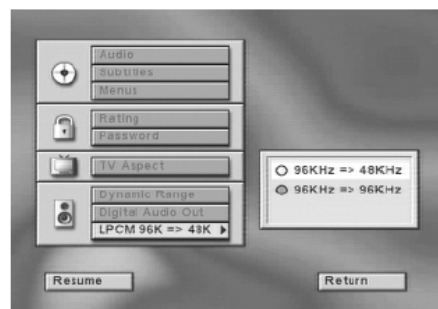 Audio
Subtitles
Menus
Rating
Password
TV Aspect
Dynamic Range
Digital Audio Out
LPCM 96K => 48K
96KHz => 48KHz
96KHz => 96KHz
Resume
Return